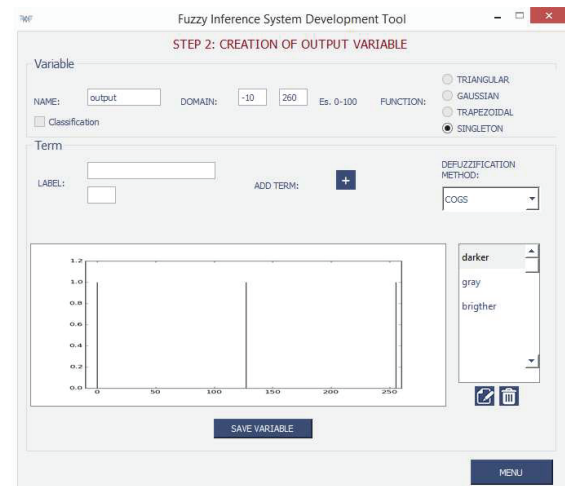 Fuzzy Inference System Development Tool
STEP 2: CREATION OF OUTPUT VARIABLE
Variable
NAME: output DOMAIN: -10 260 Es. 0-100 FUNCTION:
TRIANGULAR
GAUSSIAN
TRAPEZOIDAL
SINGLETON
Classification
Term
LABEL:
ADD TERM: +
DEFUZZIFICATION
METHOD:
COGS
1.2
1.0
0.8
0.6
0.4
0.2
0.0
0 50 100 150 200 250
darker
gray
brigther
SAVE VARIABLE
MENU